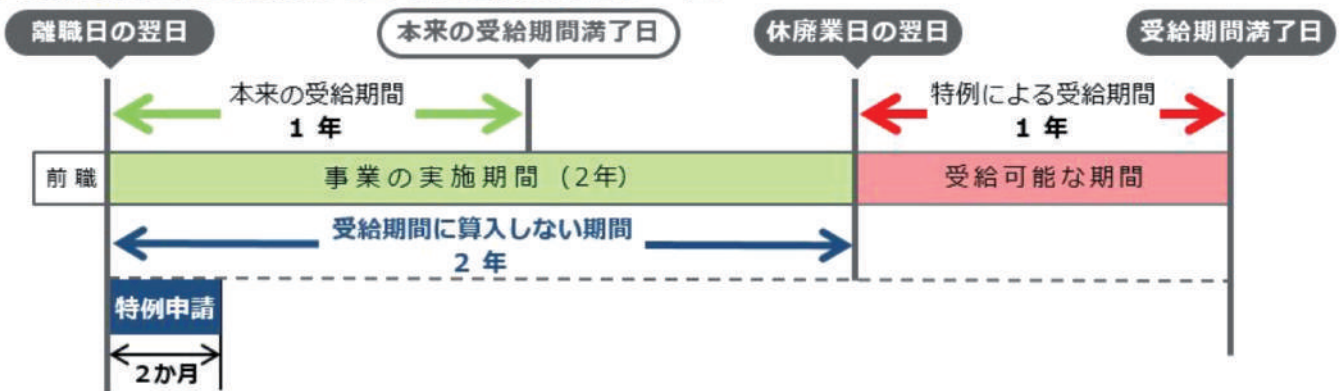 離職日の翌日
本来の受給期間満了日
休廃業日の翌日
受給期間満了日
本来の受給期間
1 年
特例による受給期間
1 年
前職
事業の実施期間（2年）
受給可能な期間
受給期間に算入しない期間
2 年
特例申請
2か月